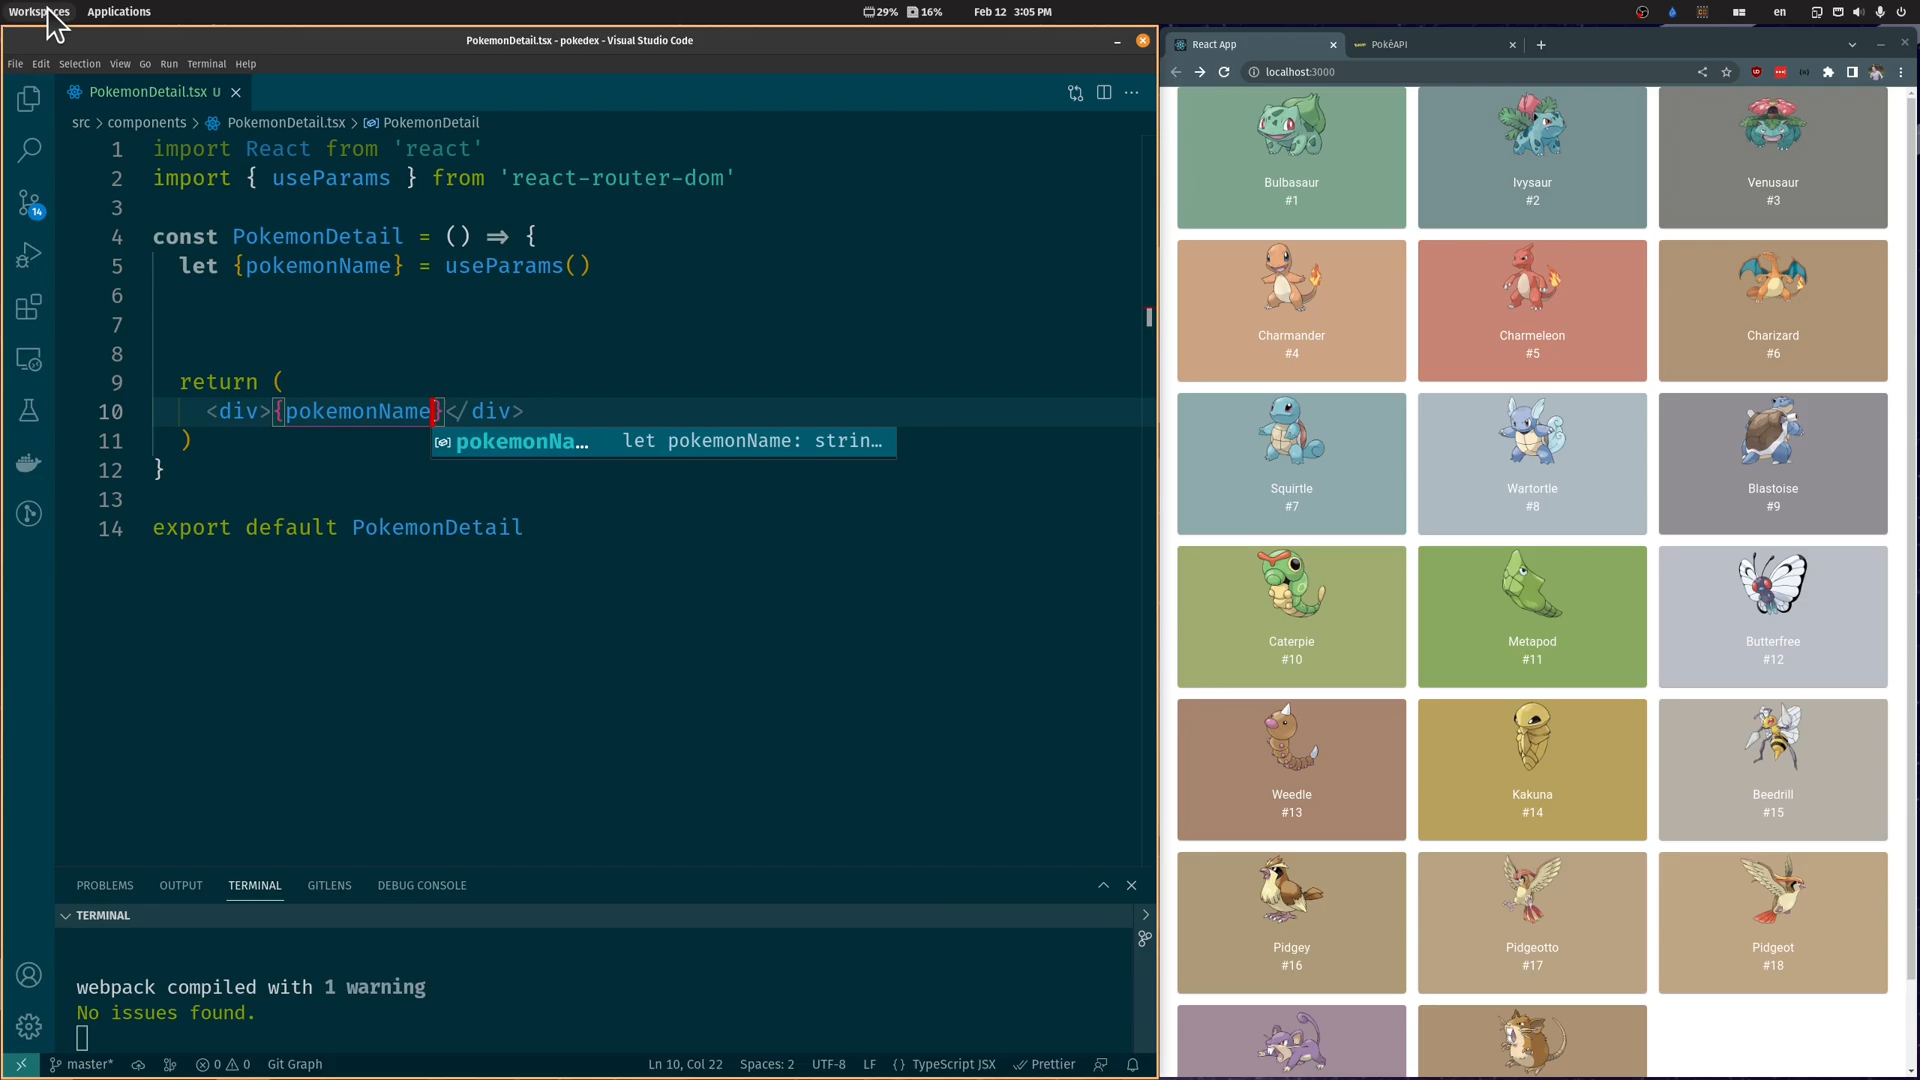 Workspaces Applications 29% 16% Feb 12 3:05 PM en
PokemonDetail.tsx - pokedex - Visual Studio Code
File Edit Selection View Go Run Terminal Help
PokemonDetail.tsx U
src > components > PokemonDetail.tsx > PokemonDetail
1 import React from 'react'
2 import { useParams } from 'react-router-dom'
3
4 const PokemonDetail = () ⇒ {
5 let {pokemonName} = useParams()
6
7
8
9 return (
10 <div>{pokemonName}</div>
pokemonNa... let pokemonName: strin...
11 )
12 }
13
14 export default PokemonDetail
14
PROBLEMS OUTPUT TERMINAL GITLENS DEBUG CONSOLE
TERMINAL
webpack compiled with 1 warning
No issues found.
master* 0 0 Git Graph Ln 10, Col 22 Spaces: 2 UTF-8 LF {} TypeScript JSX Prettier
React App PokéAPI
localhost:3000
Bulbasaur
#1
Ivysaur
#2
Venusaur
#3
Charmander
#4
Charmeleon
#5
Charizard
#6
Squirtle
#7
Wartortle
#8
Blastoise
#9
Caterpie
#10
Metapod
#11
Butterfree
#12
Weedle
#13
Kakuna
#14
Beedrill
#15
Pidgey
#16
Pidgeotto
#17
Pidgeot
#18